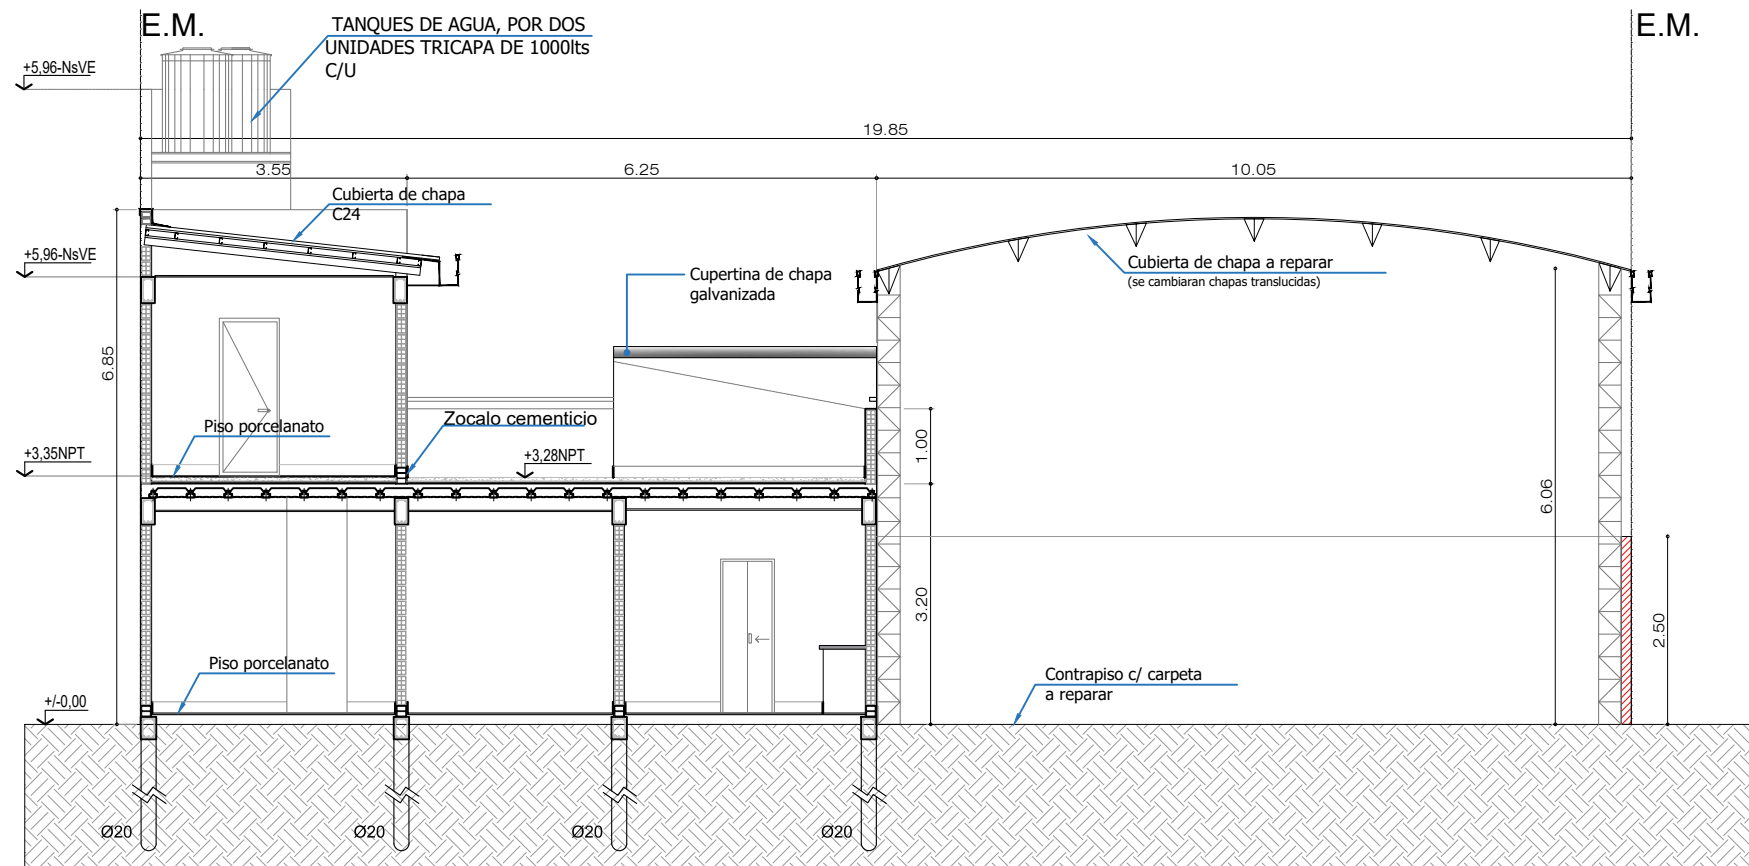 E.M.
TANQUES DE AGUA, POR DOS
UNIDADES TRICAPA DE 1000lts
C/U
E.M.
+5,96-NsVE
19.85
3.55
6.25
10.05
Cubierta de chapa
C24
+5,96-NsVE
Cupertina de chapa
galvanizada
Cubierta de chapa a reparar
(se cambiaran chapas translucidas)
6.85
Piso porcelanato
Zocalo cementicio
1.00
+3,35NPT
+3,28NPT
6.06
3.20
2.50
Piso porcelanato
Contrapiso c/ carpeta
a reparar
+/-0,00
Ø20
Ø20
Ø20
Ø20